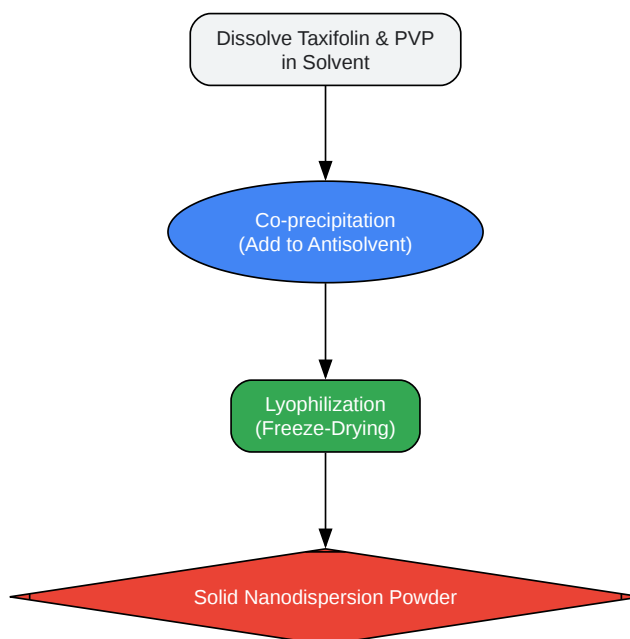 Dissolve Taxifolin & PVP
in Solvent
Co-precipitation
(Add to Antisolvent)
Lyophilization
(Freeze-Drying)
Solid Nanodispersion Powder